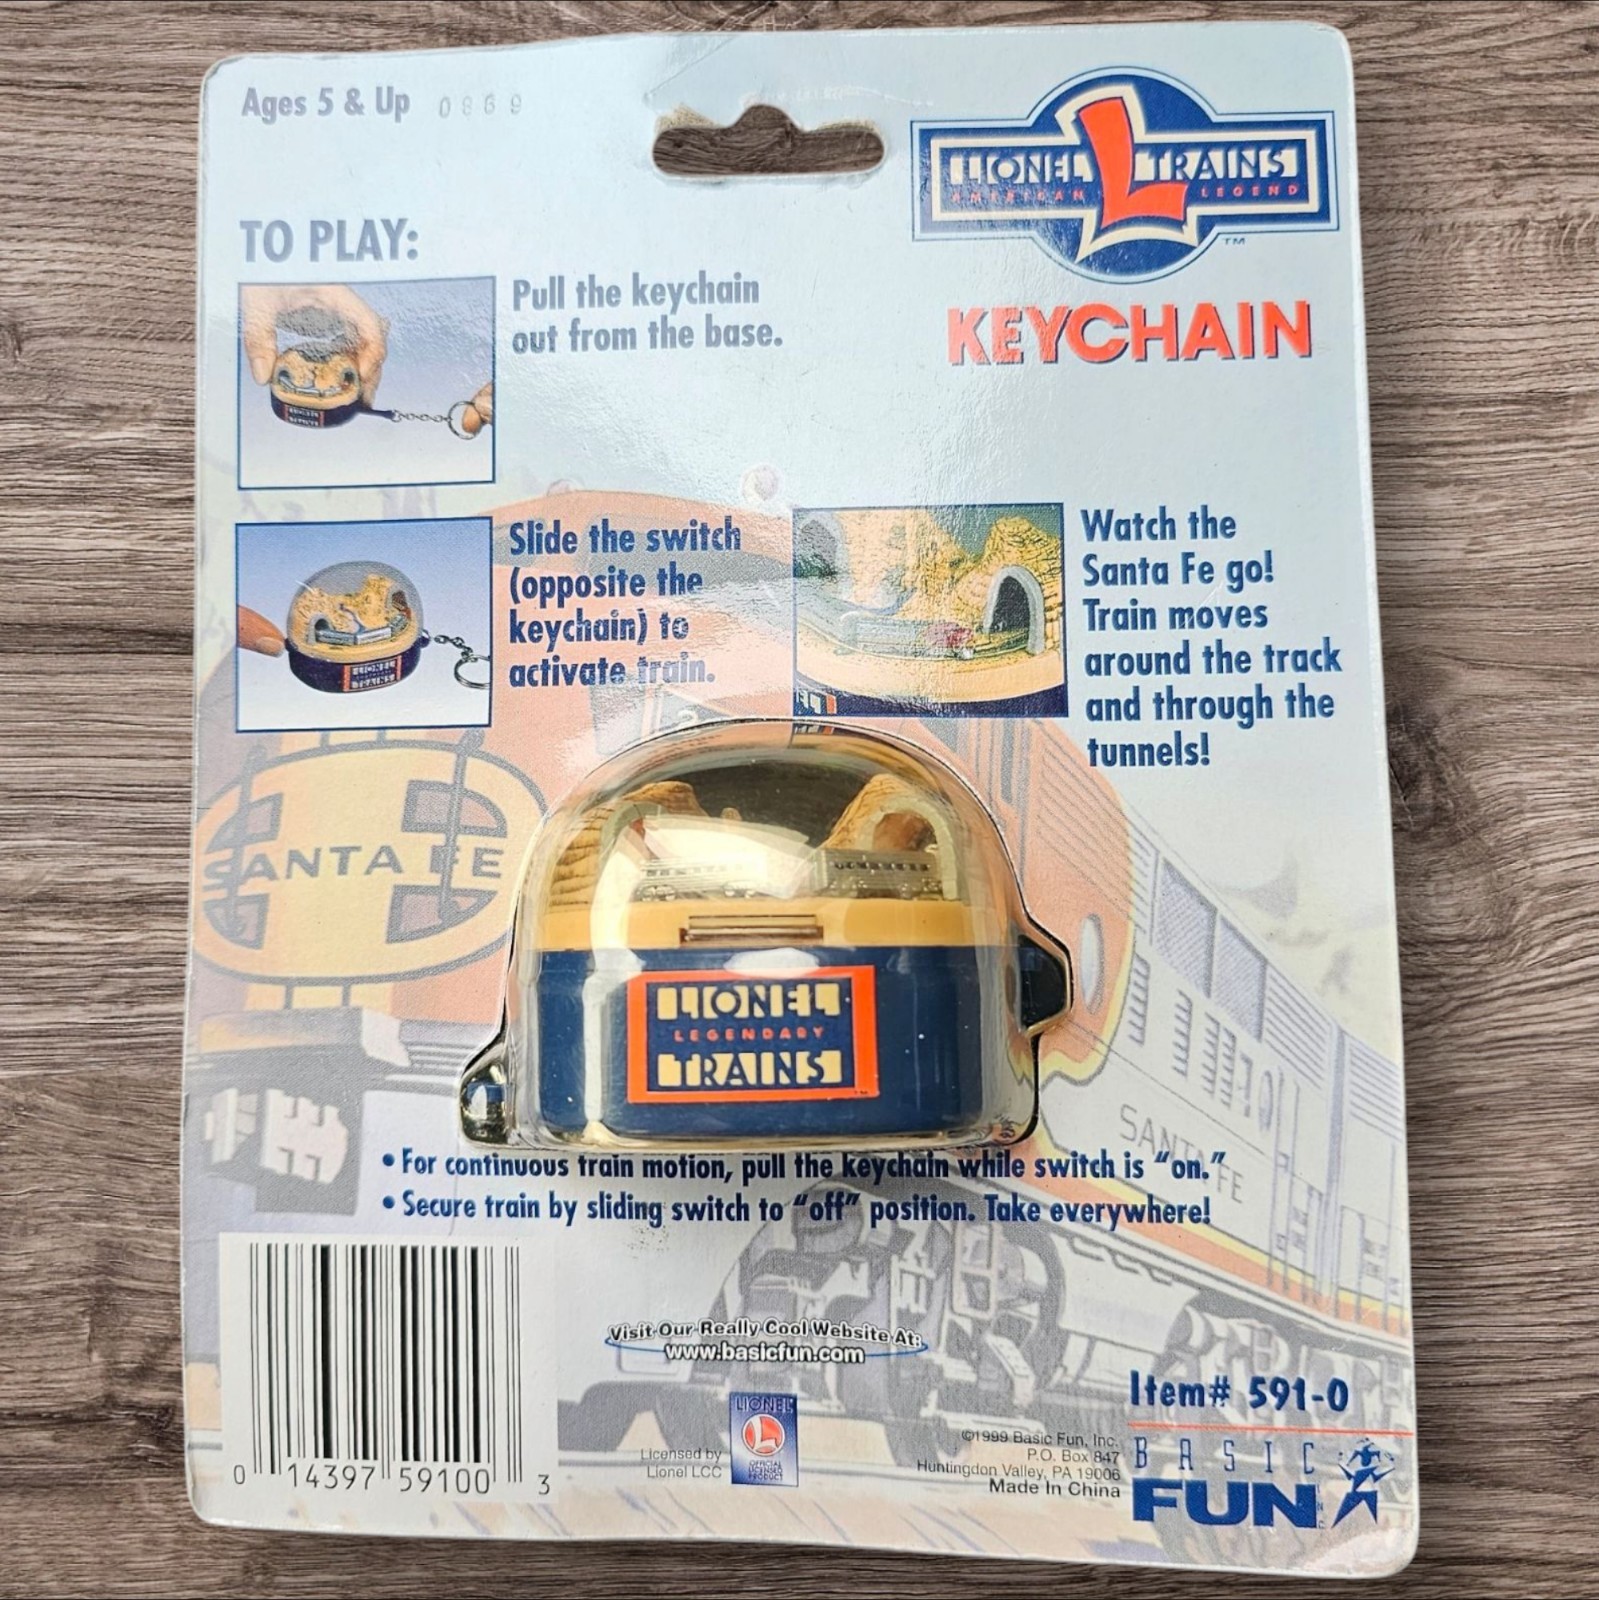 Ages 5 & Up 0869
LIONEL TRAINS
AMERICAN LEGEND
TM
KEYCHAIN
TO PLAY:
Pull the keychain
out from the base.
Slide the switch
(opposite the
keychain) to
activate train.
Watch the
Santa Fe go!
Train moves
around the track
and through the
tunnels!
SANTA FE
LIONEL
LEGENDARY
TRAINS
SANTA FE
• For continuous train motion, pull the keychain while switch is “on.”
• Secure train by sliding switch to “off” position. Take everywhere!
Visit Our Really Cool Website At:
www.basicfun.com
0 14397 59100 3
Licensed by
Lionel LCC
LIONEL
L
OFFICIAL
LICENSED
PRODUCT
Item# 591-0
©1999 Basic Fun, Inc.
P.O. Box 847
Huntingdon Valley, PA 19006
Made In China
BASIC
FUN